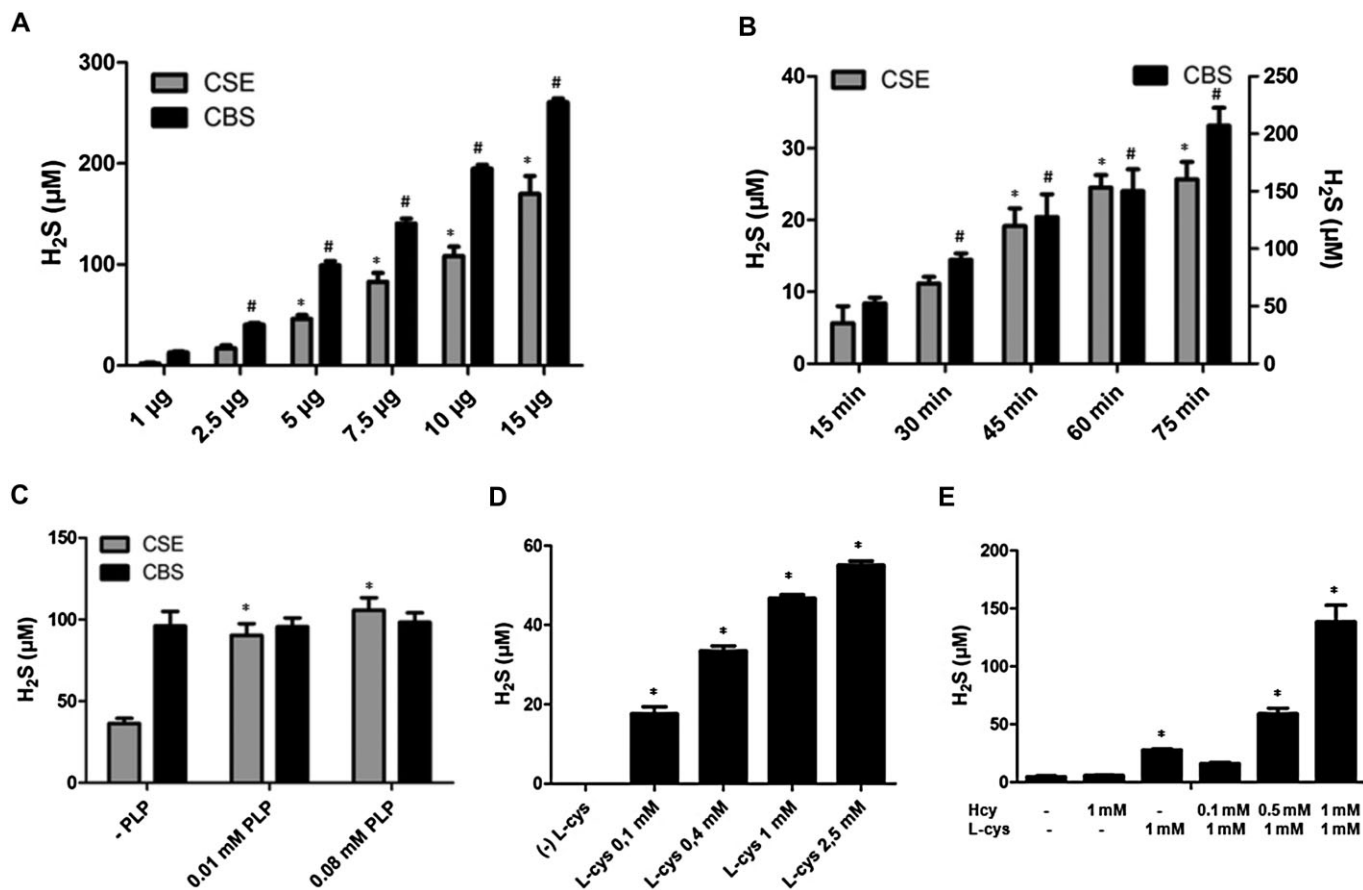 A
300
200
100
0
H₂S (µM)
CSE
CBS
*
*
*
*
#
#
#
#
#
1 µg
2.5 µg
5 µg
7.5 µg
10 µg
15 µg
B
40
30
20
10
0
H₂S (µM)
CSE
CBS
250
200
150
100
50
0
H₂S (µM)
*
*
*
#
#
#
#
15 min
30 min
45 min
60 min
75 min
C
150
100
50
0
H₂S (µM)
CSE
CBS
*
*
- PLP
0.01 mM PLP
0.08 mM PLP
D
60
40
20
0
H₂S (µM)
*
*
*
*
(-) L-cys
L-cys 0,1 mM
L-cys 0,4 mM
L-cys 1 mM
L-cys 2,5 mM
E
200
150
100
50
0
H₂S (µM)
*
*
*
Hcy - 1 mM - 0.1 mM 0.5 mM 1 mM
L-cys - - 1 mM 1 mM 1 mM 1 mM